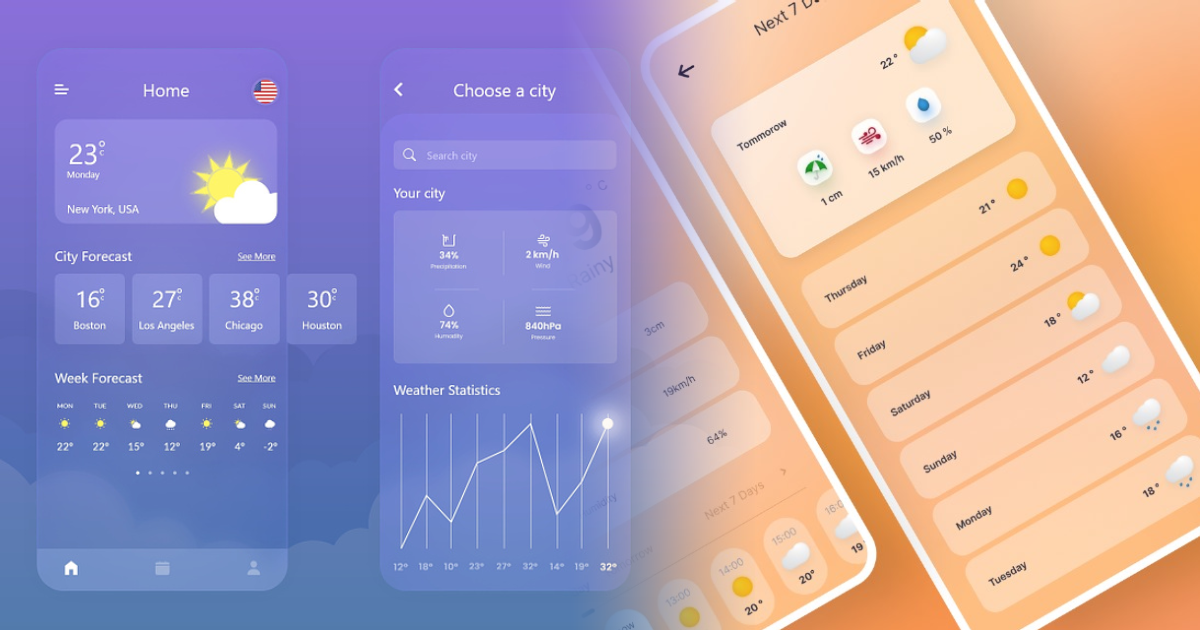 Home
23°c
Monday
New York, USA
City Forecast See More
16°c 27°c 38°c 30°c
Boston Los Angeles Chicago Houston
Week Forecast See More
MON TUE WED THU FRI SAT SUN
22° 22° 15° 12° 19° 4° -2°
Choose a city
Search city
Your city
34% 2 km/h
Precipitation Wind
74% 840hPa
Humidity Pressure
Weather Statistics
12° 18° 10° 23° 27° 32° 14° 19° 32°
° C
9
Rainy
3cm
19km/h
64%
Next 7 Days
13:00
14:00
20°
15:00
20°
16:0
19
Next 7 D
22°
Tommorow
1 cm
15 km/h
50 %
21°
Thursday
24°
Friday
18°
Saturday
12°
Sunday
16°
Monday
18°
Tuesday